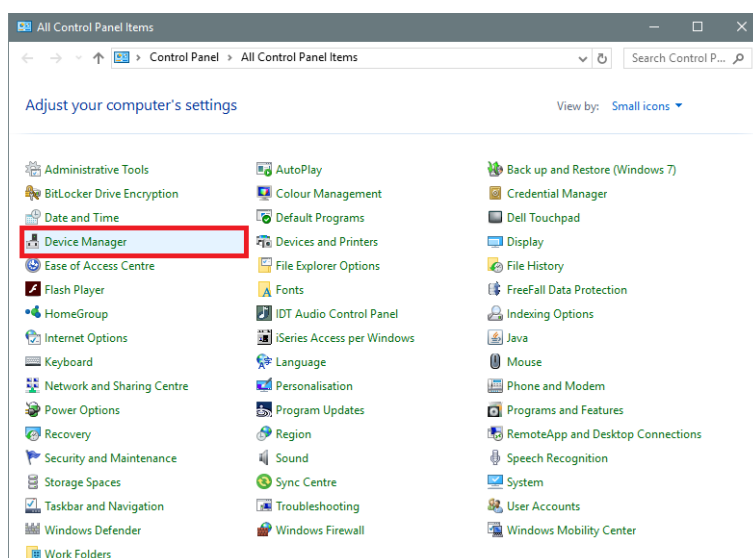 All Control Panel Items
Control Panel > All Control Panel Items
Search Control P...
Adjust your computer's settings
View by: Small icons
Administrative Tools AutoPlay Back up and Restore (Windows 7)
BitLocker Drive Encryption Colour Management Credential Manager
Date and Time Default Programs Dell Touchpad
Device Manager Devices and Printers Display
Ease of Access Centre File Explorer Options File History
Flash Player Fonts FreeFall Data Protection
HomeGroup IDT Audio Control Panel Indexing Options
Internet Options iSeries Access per Windows Java
Keyboard Language Mouse
Network and Sharing Centre Personalisation Phone and Modem
Power Options Program Updates Programs and Features
Recovery Region RemoteApp and Desktop Connections
Security and Maintenance Sound Speech Recognition
Storage Spaces Sync Centre System
Taskbar and Navigation Troubleshooting User Accounts
Windows Defender Windows Firewall Windows Mobility Center
Work Folders